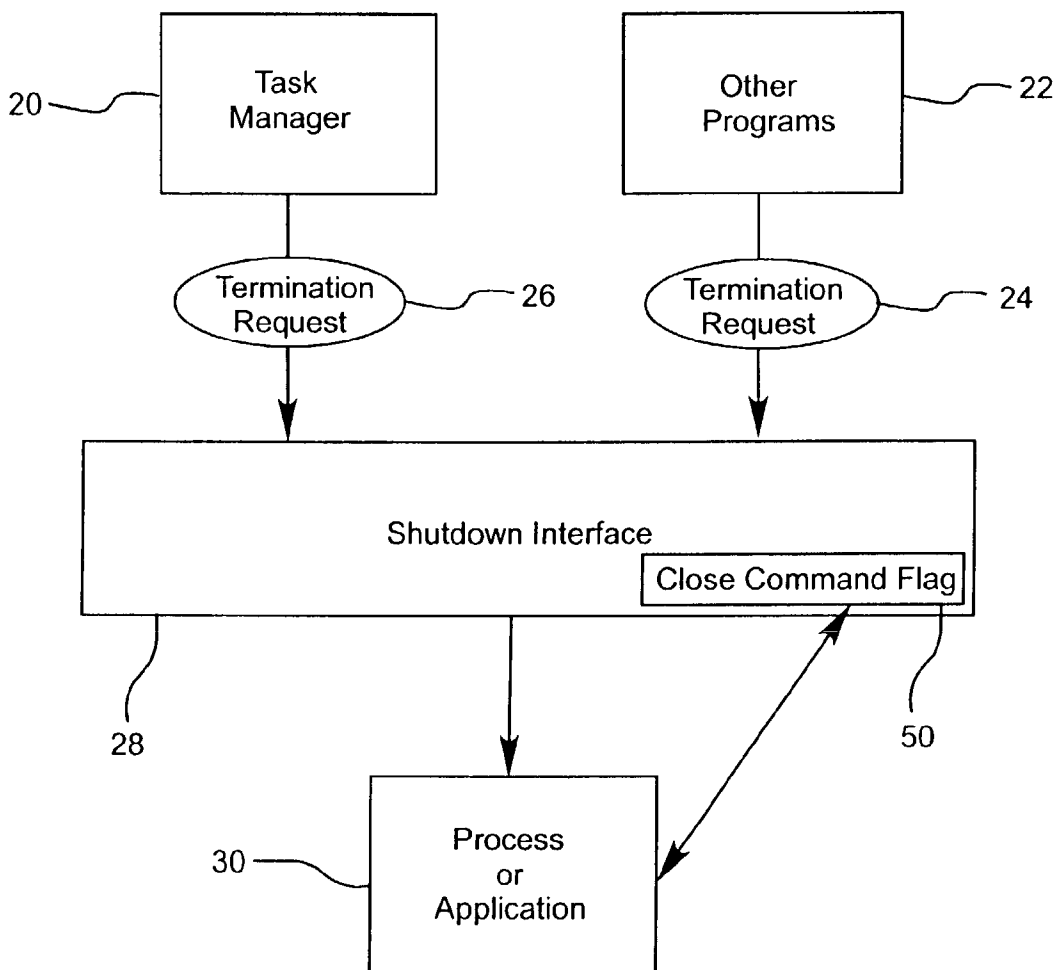 Task
Manager
20
Other
Programs
22
Termination
Request
26
Termination
Request
24
Shutdown Interface
Close Command Flag
28
50
Process
or
Application
30